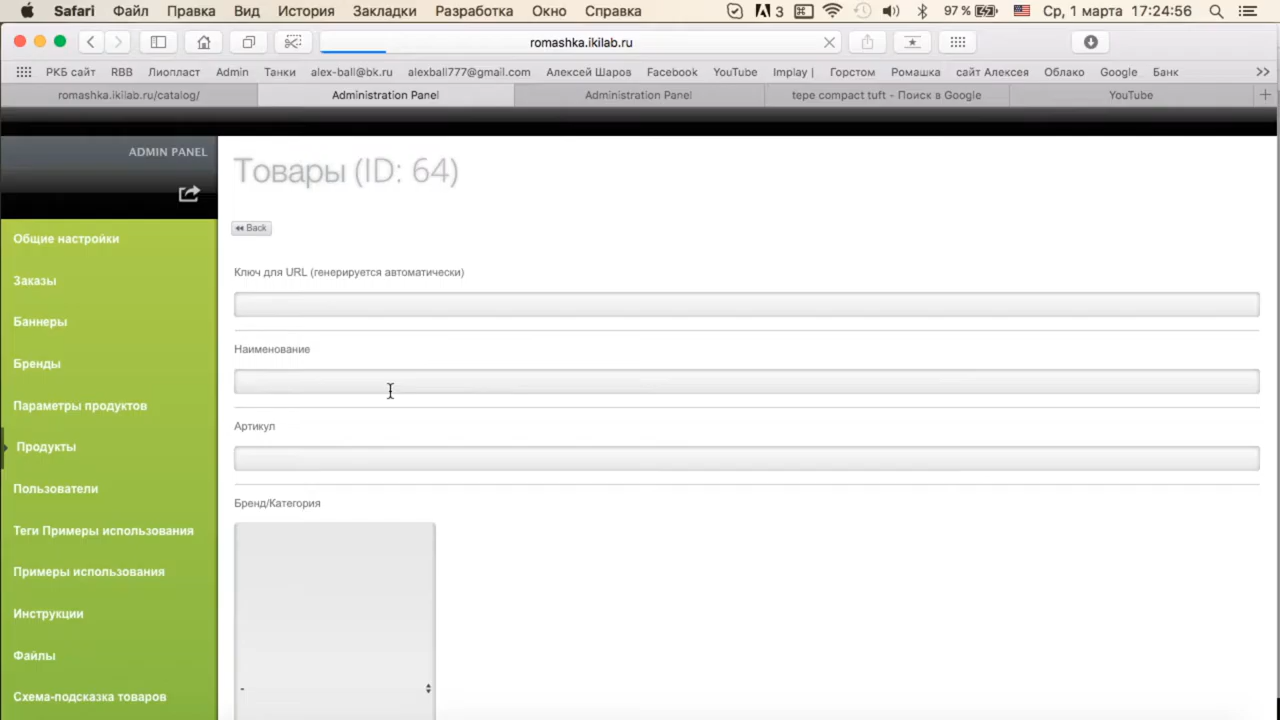 Safari Файл Правка Вид История Закладки Разработка Окно Справка 3 97 % Ср, 1 марта 17:24:56
romashka.ikilab.ru
РКБ сайт RBB Лиопласт Admin Танки alex-ball@bk.ru alexball777@gmail.com Алексей Шаров Facebook YouTube Implay | Горстом Ромашка сайт Алексея Облако Google Банк
romashka.ikilab.ru/catalog/ Administration Panel Administration Panel tepe compact tuft - Поиск в Google YouTube
ADMIN PANEL
Товары (ID: 64)
Back
Общие настройки
Заказы
Баннеры
Бренды
Параметры продуктов
Продукты
Пользователи
Теги Примеры использования
Примеры использования
Инструкции
Файлы
Схема-подсказка товаров
Ключ для URL (генерируется автоматически)
Наименование
Артикул
Бренд/Категория
-